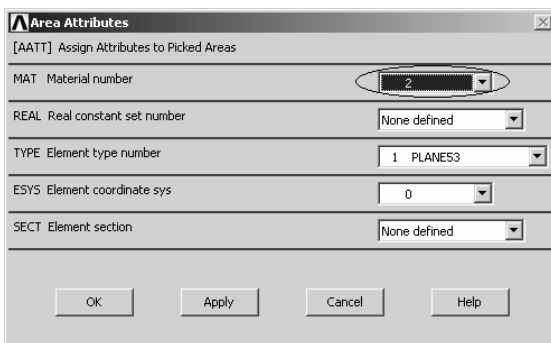 Area Attributes
[AATT] Assign Attributes to Picked Areas
MAT Material number 2
REAL Real constant set number None defined
TYPE Element type number 1 PLANE53
ESYS Element coordinate sys 0
SECT Element section None defined
OK Apply Cancel Help